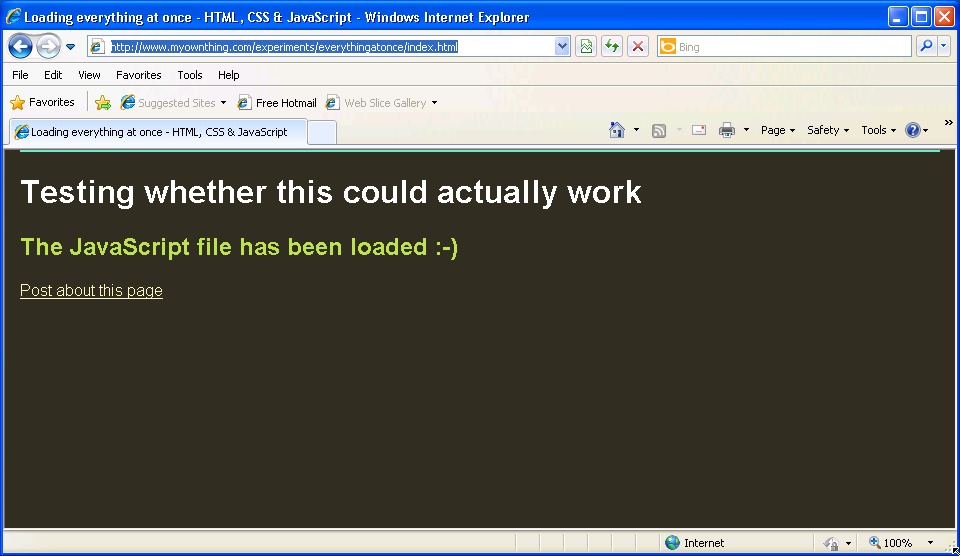 Loading everything at once - HTML, CSS & JavaScript - Windows Internet Explorer
http://www.myownthing.com/experiments/everythingatonce/index.html
Bing
File Edit View Favorites Tools Help
Favorites Suggested Sites Free Hotmail Web Slice Gallery
Loading everything at once - HTML, CSS & JavaScript Page Safety Tools
Testing whether this could actually work
The JavaScript file has been loaded :-)
Post about this page
Internet 100%